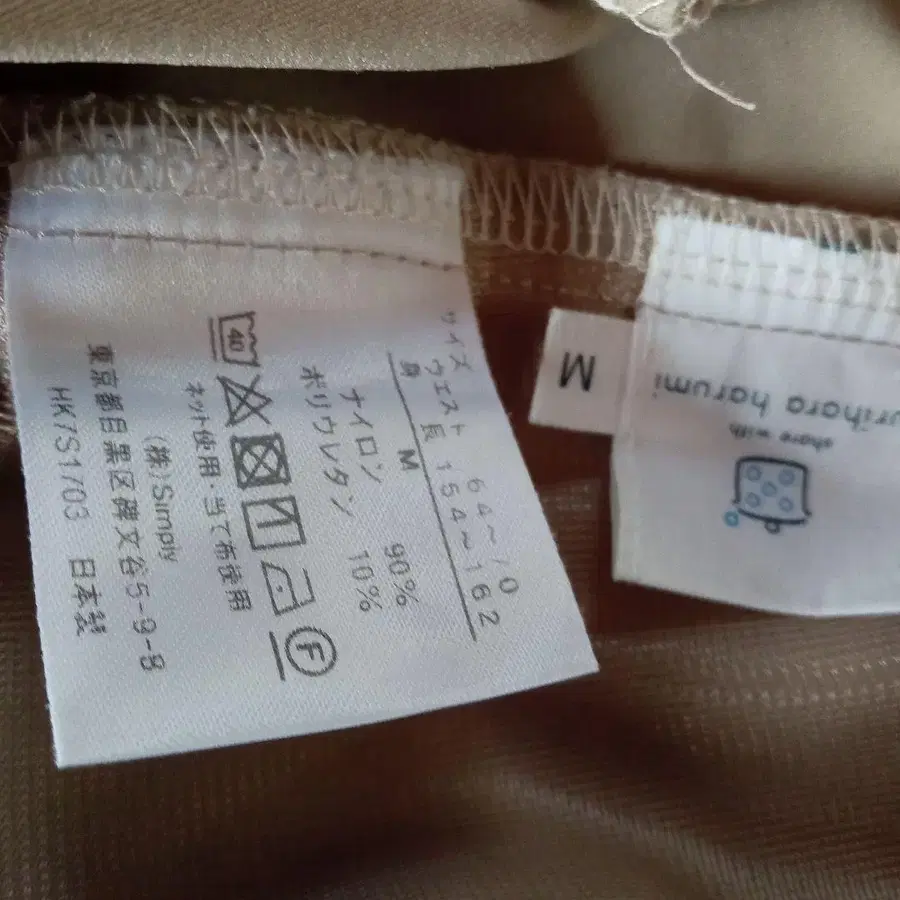 サイズ
ウエスト 64〜70
身長 154〜162
M
ナイロン 90%
ポリウレタン 10%
40
F
ネット使用・当て布使用
(株)Simply
東京都目黒区碑文谷5-9-8
HK7S1703 日本製
M
share with
urihara harumi